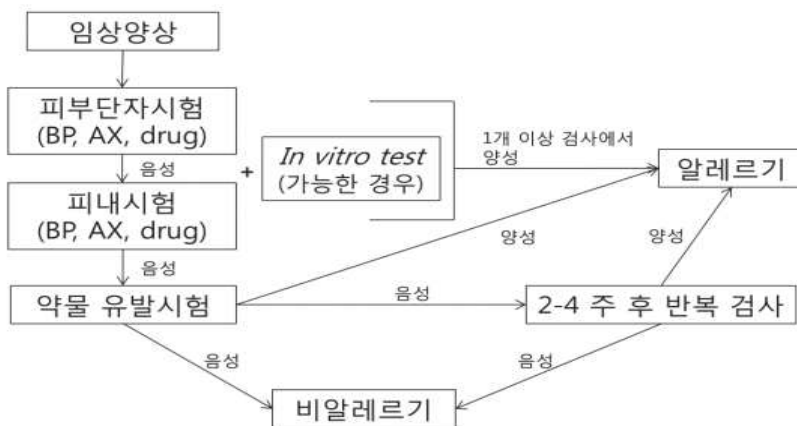 임상양상
피부단자시험
(BP, AX, drug)
음성
+
In vitro test
(가능한 경우)
1개 이상 검사에서
양성
알레르기
피내시험
(BP, AX, drug)
음성
양성
양성
약물 유발시험
음성
2-4 주 후 반복 검사
음성
음성
비알레르기